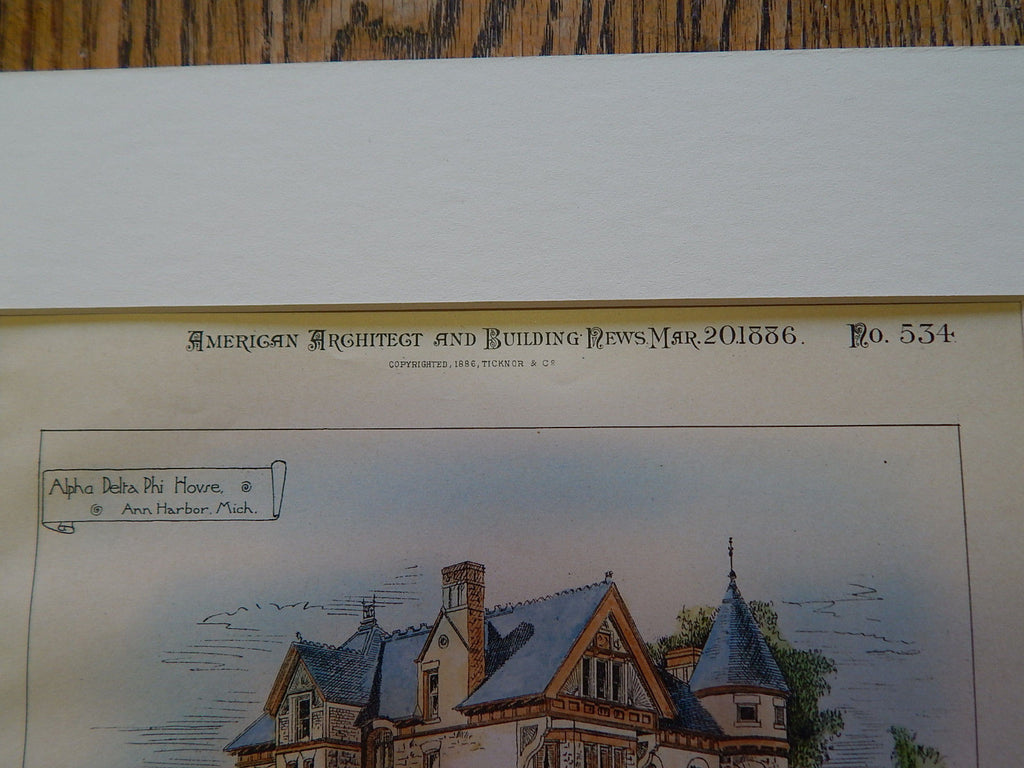 American Architect and Building News. Mar. 20.1886. No. 534.
COPYRIGHTED, 1886, TICKNOR & Co
Alpha Delta Phi House,
Ann Harbor. Mich.